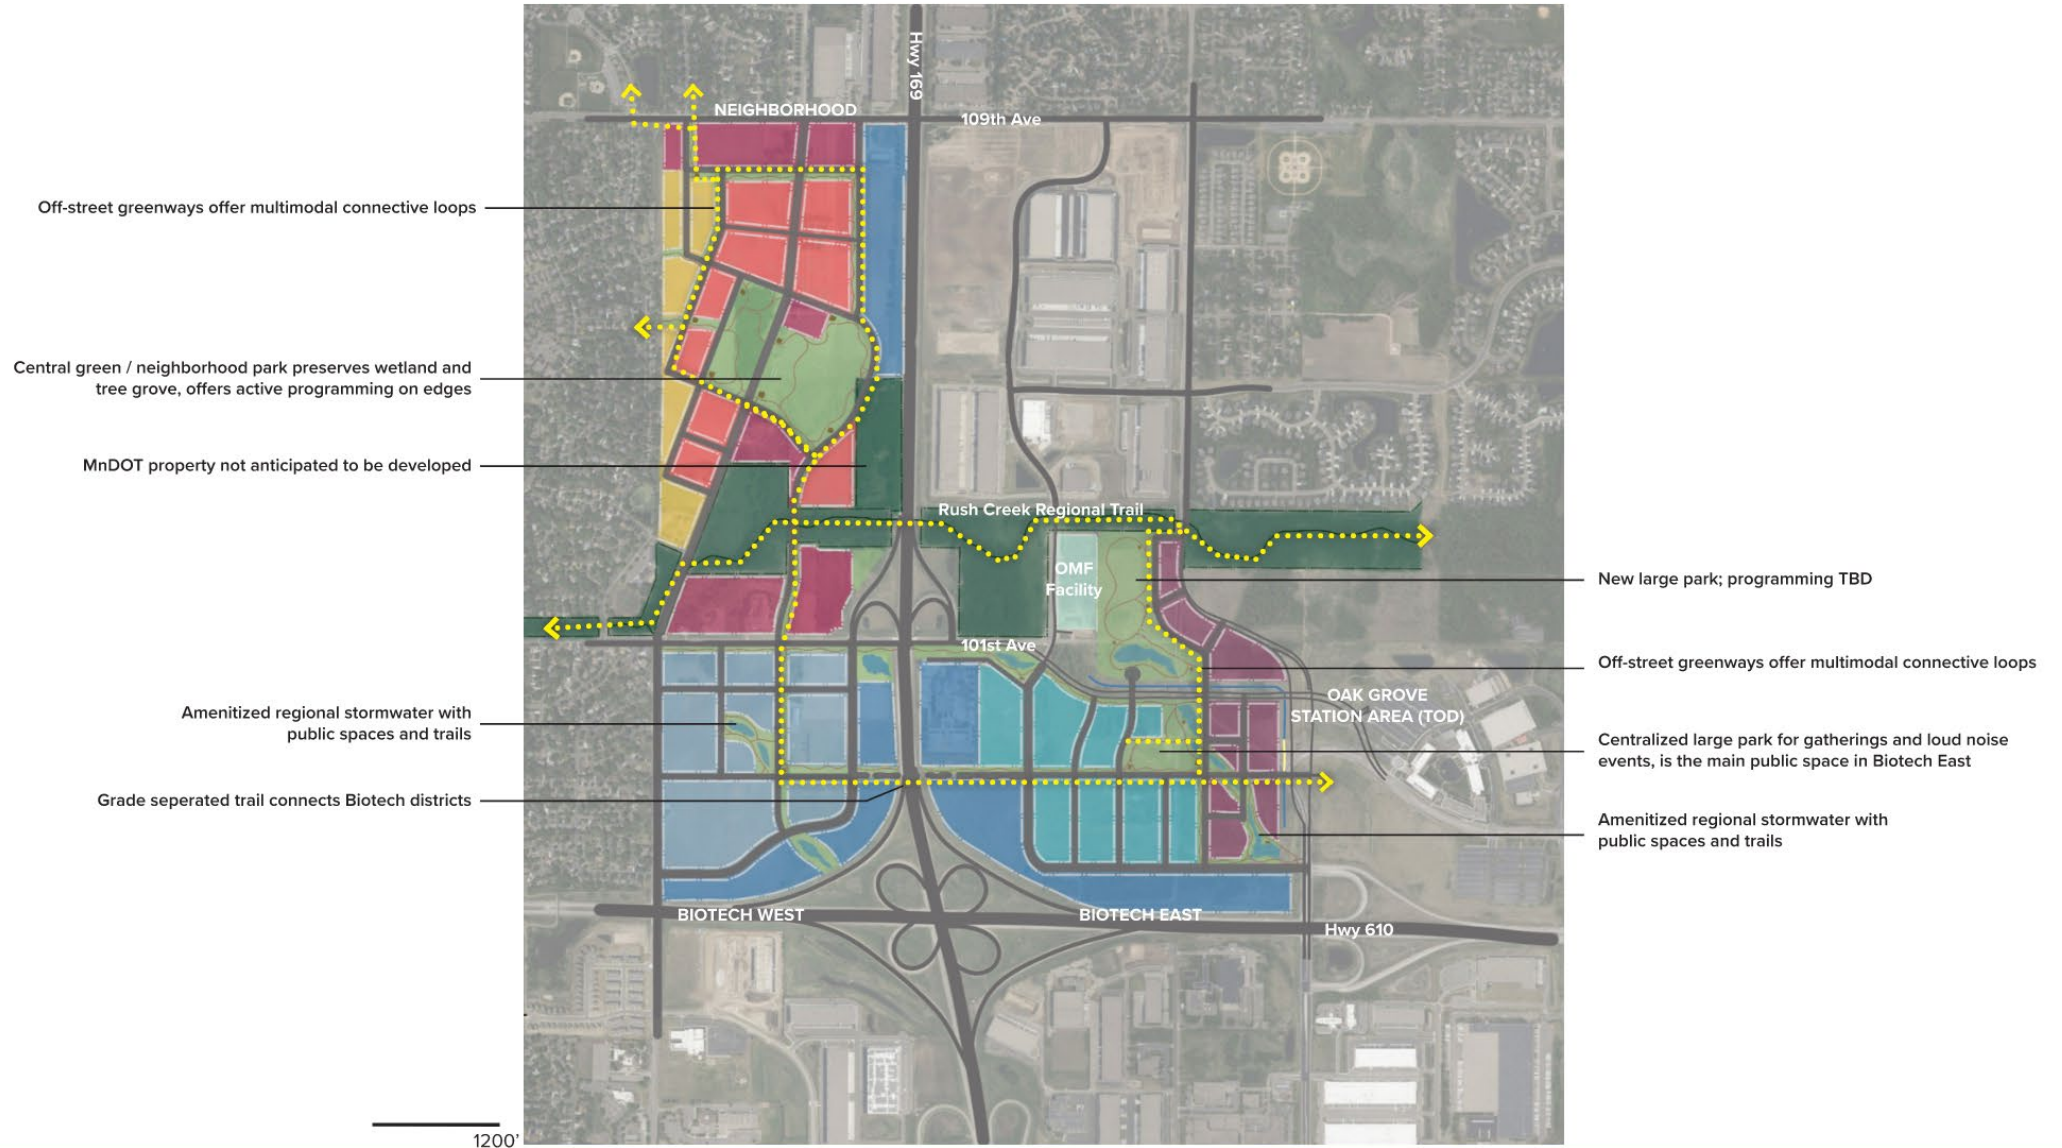 Hwy 169
NEIGHBORHOOD
109th Ave
Off-street greenways offer multimodal connective loops
Central green / neighborhood park preserves wetland and
tree grove, offers active programming on edges
MnDOT property not anticipated to be developed
Rush Creek Regional Trail
OMF
Facility
New large park; programming TBD
101st Ave
Off-street greenways offer multimodal connective loops
OAK GROVE
STATION AREA (TOD)
Amenitized regional stormwater with
public spaces and trails
Centralized large park for gatherings and loud noise
events, is the main public space in Biotech East
Grade seperated trail connects Biotech districts
Amenitized regional stormwater with
public spaces and trails
BIOTECH WEST
BIOTECH EAST
Hwy 610
1200'